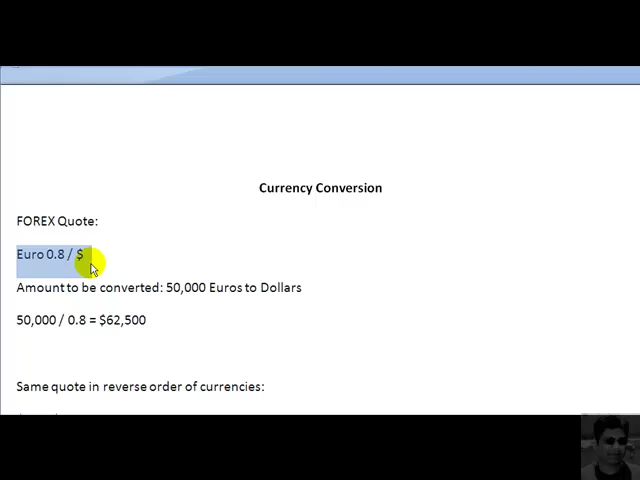 Currency Conversion
FOREX Quote:
Euro 0.8 / $
Amount to be converted: 50,000 Euros to Dollars
50,000 / 0.8 = $62,500
Same quote in reverse order of currencies: